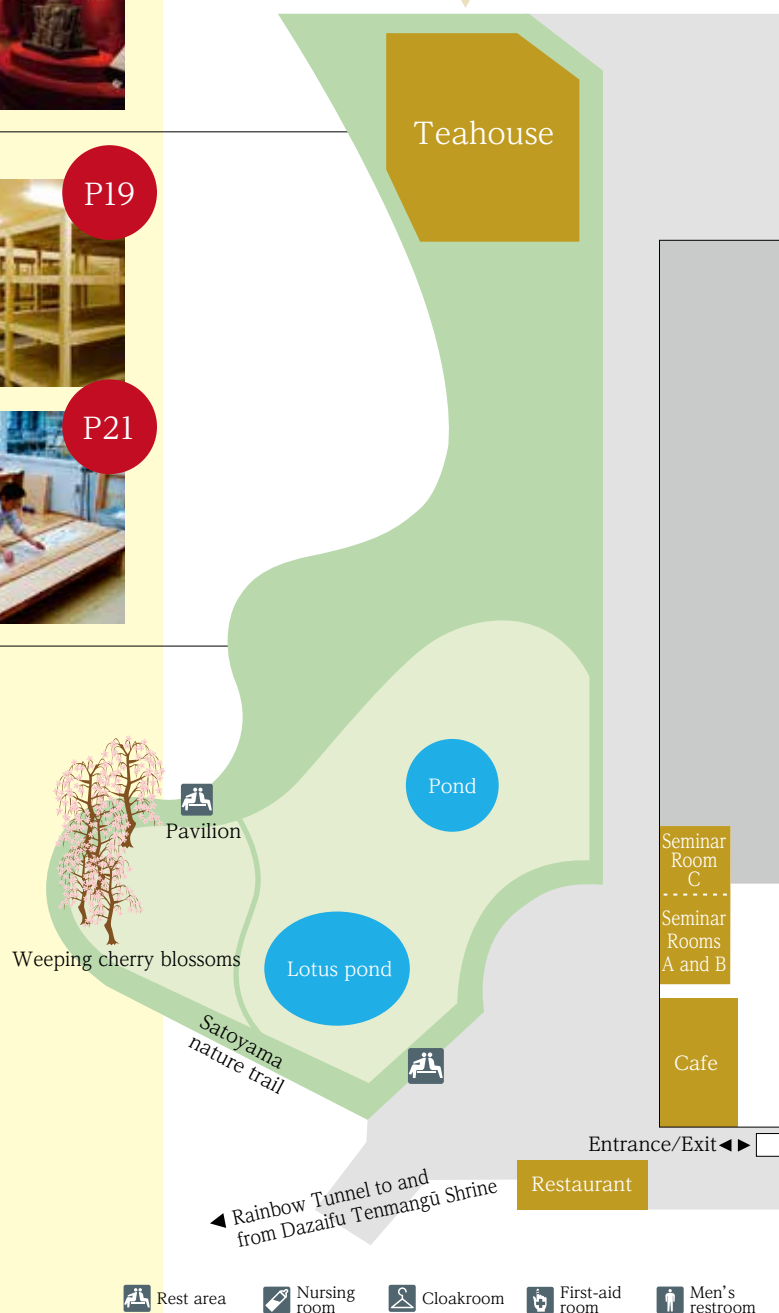 Teahouse
P19
P21
Pond
Pavilion
Seminar
Room
C
Seminar
Rooms
A and B
Weeping cherry blossoms
Lotus pond
Satoyama
nature trail
Cafe
Entrance/Exit◄ ►
Restaurant
◄ Rainbow Tunnel to and
from Dazaifu Tenmangū Shrine
Rest area
Nursing
room
Cloakroom
First-aid
room
Men's
restroom